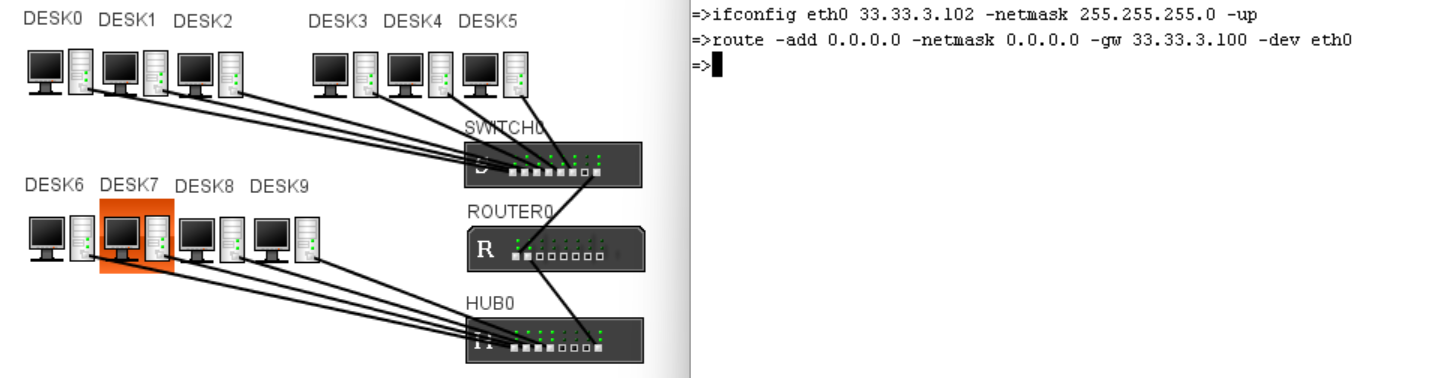 DESK0 DESK1 DESK2 DESK3 DESK4 DESK5
SWITCH0
S
DESK6 DESK7 DESK8 DESK9
ROUTER0
R
HUB0
H
=>ifconfig eth0 33.33.3.102 -netmask 255.255.255.0 -up
=>route -add 0.0.0.0 -netmask 0.0.0.0 -gw 33.33.3.100 -dev eth0
=>